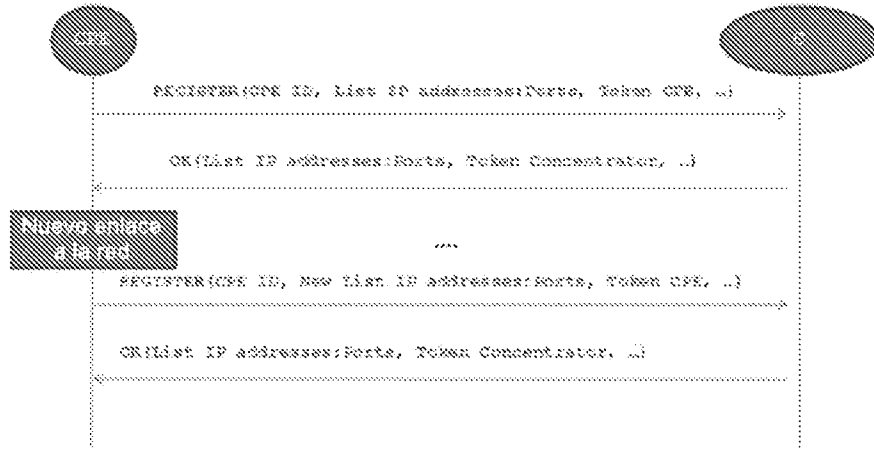 CPE
C
REGISTER(CPE ID, List IP addresses:Ports, Token CPE, …)
OK(List IP addresses:Ports, Token Concentrator, …)
Nuevo enlace
a la red
....
REGISTER(CPE ID, New List IP addresses:Ports, Token CPE, …)
OK(List IP addresses:Ports, Token Concentrator, …)